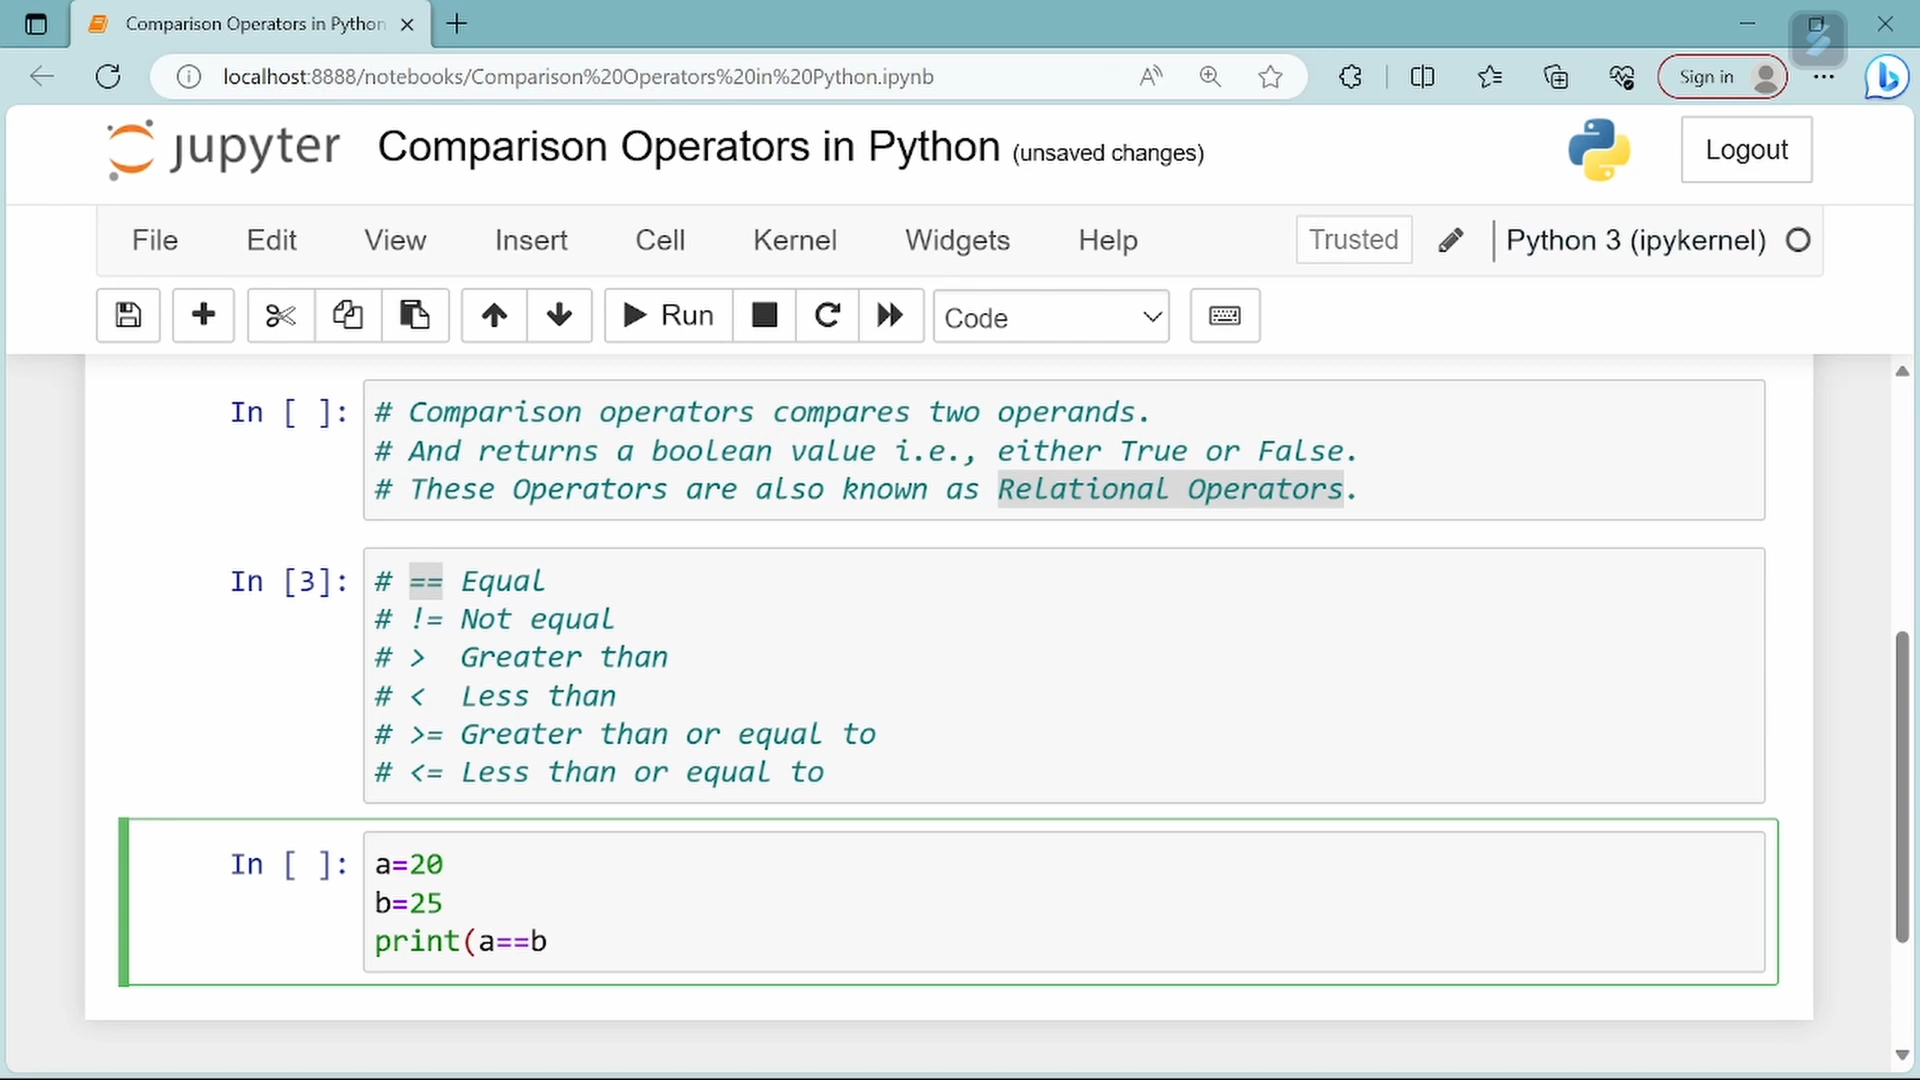 Comparison Operators in Python
localhost:8888/notebooks/Comparison%20Operators%20in%20Python.ipynb
Sign in
jupyter Comparison Operators in Python (unsaved changes)
Logout
File Edit View Insert Cell Kernel Widgets Help Trusted Python 3 (ipykernel)
Run Code
In [ ]: # Comparison operators compares two operands.
# And returns a boolean value i.e., either True or False.
# These Operators are also known as Relational Operators.
In [3]: # == Equal
# != Not equal
# > Greater than
# < Less than
# >= Greater than or equal to
# <= Less than or equal to
In [ ]: a=20
b=25
print(a==b